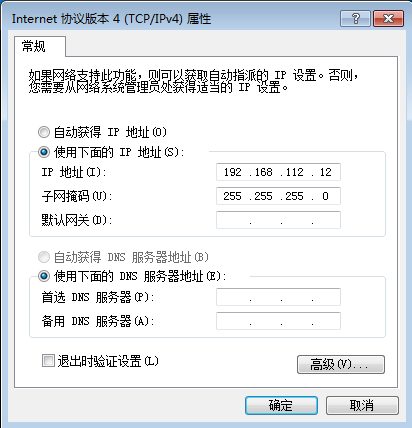 Internet 协议版本 4 (TCP/IPv4) 属性
常规
如果网络支持此功能，则可以获取自动指派的 IP 设置。否则，
您需要从网络系统管理员处获得适当的 IP 设置。
自动获得 IP 地址(O)
使用下面的 IP 地址(S):
IP 地址(I): 192 .168 .112 .12
子网掩码(U): 255 .255 .255 .0
默认网关(D): . . .
自动获得 DNS 服务器地址(B)
使用下面的 DNS 服务器地址(E):
首选 DNS 服务器(P): . . .
备用 DNS 服务器(A): . . .
退出时验证设置(L)
高级(V)...
确定 取消